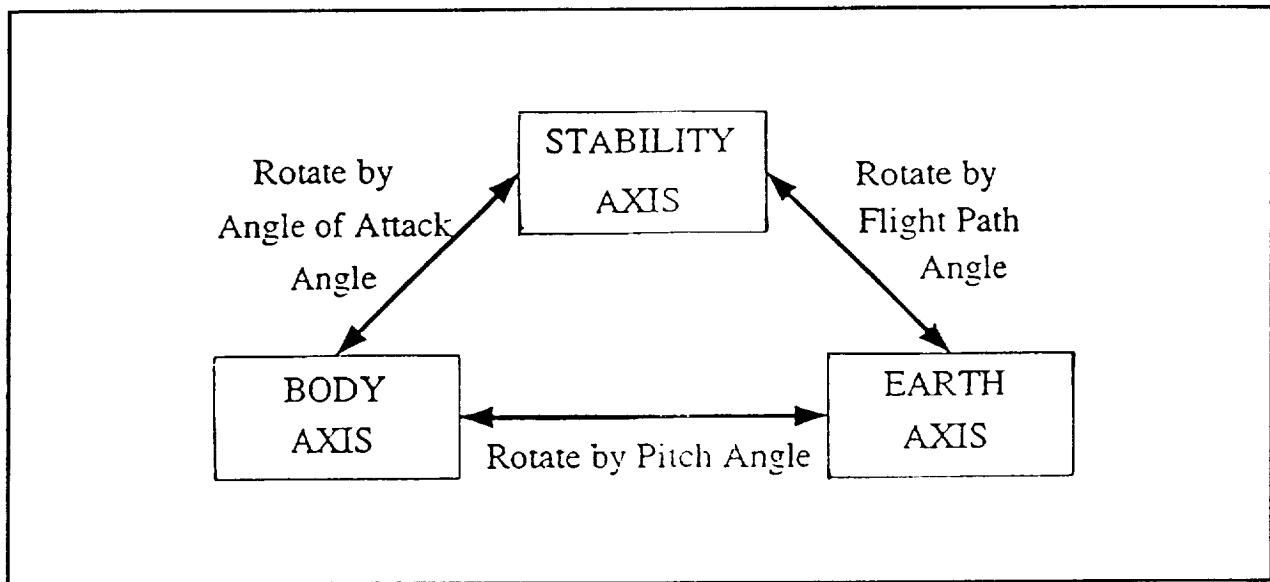 STABILITY
AXIS
Rotate by
Angle of Attack
Angle
Rotate by
Flight Path
Angle
BODY
AXIS
EARTH
AXIS
Rotate by Pitch Angle